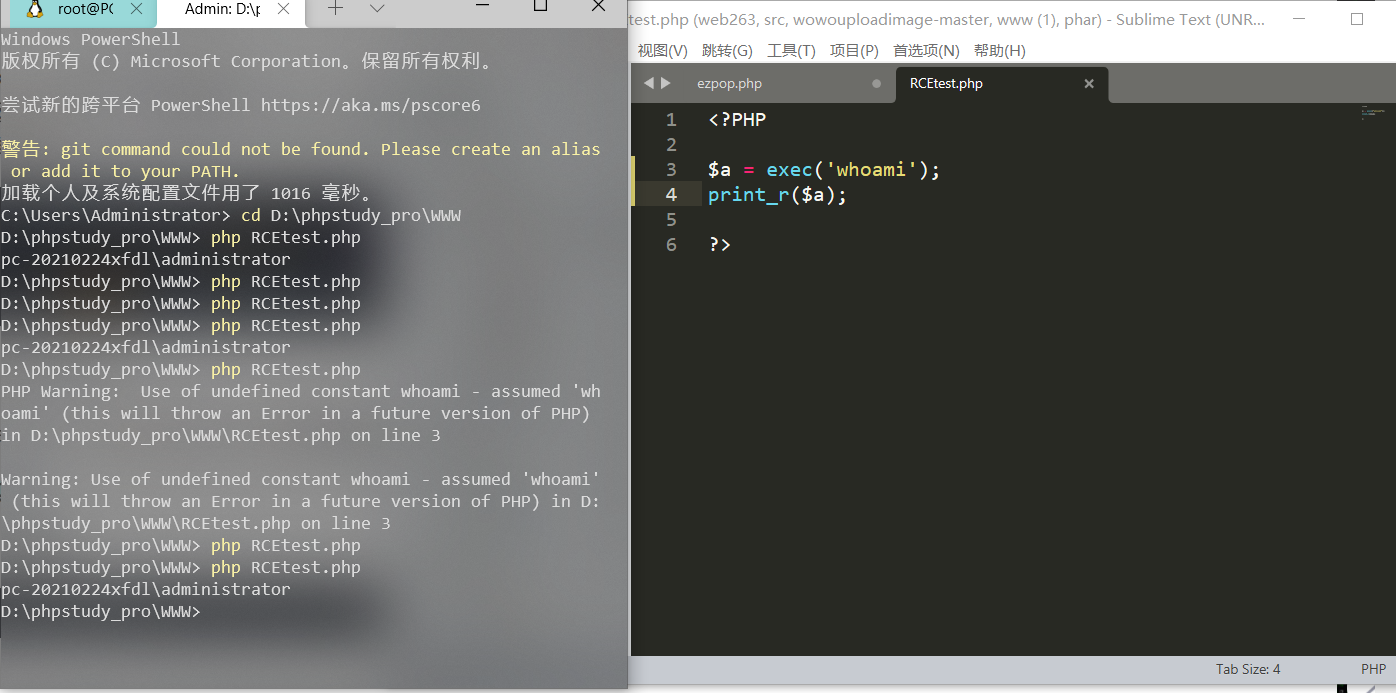 root@P(
Admin: D:\p
Windows PowerShell
版权所有 (C) Microsoft Corporation。保留所有权利。
尝试新的跨平台 PowerShell https://aka.ms/pscore6
警告: git command could not be found. Please create an alias
or add it to your PATH.
加载个人及系统配置文件用了 1016 毫秒。
C:\Users\Administrator> cd D:\phpstudy_pro\WWW
D:\phpstudy_pro\WWW> php RCEtest.php
pc-20210224xfdl\administrator
D:\phpstudy_pro\WWW> php RCEtest.php
D:\phpstudy_pro\WWW> php RCEtest.php
D:\phpstudy_pro\WWW> php RCEtest.php
pc-20210224xfdl\administrator
D:\phpstudy_pro\WWW> php RCEtest.php
PHP Warning:  Use of undefined constant whoami - assumed 'wh
oami' (this will throw an Error in a future version of PHP)
in D:\phpstudy_pro\WWW\RCEtest.php on line 3
Warning: Use of undefined constant whoami - assumed 'whoami'
(this will throw an Error in a future version of PHP) in D:
\phpstudy_pro\WWW\RCEtest.php on line 3
D:\phpstudy_pro\WWW> php RCEtest.php
D:\phpstudy_pro\WWW> php RCEtest.php
pc-20210224xfdl\administrator
D:\phpstudy_pro\WWW>
test.php (web263, src, wowouploadimage-master, www (1), phar) - Sublime Text (UNR...
视图(V) 跳转(G) 工具(T) 项目(P) 首选项(N) 帮助(H)
ezpop.php
RCEtest.php
1 <?PHP
2
3 $a = exec('whoami');
4 print_r($a);
5
6 ?>
Tab Size: 4
PHP